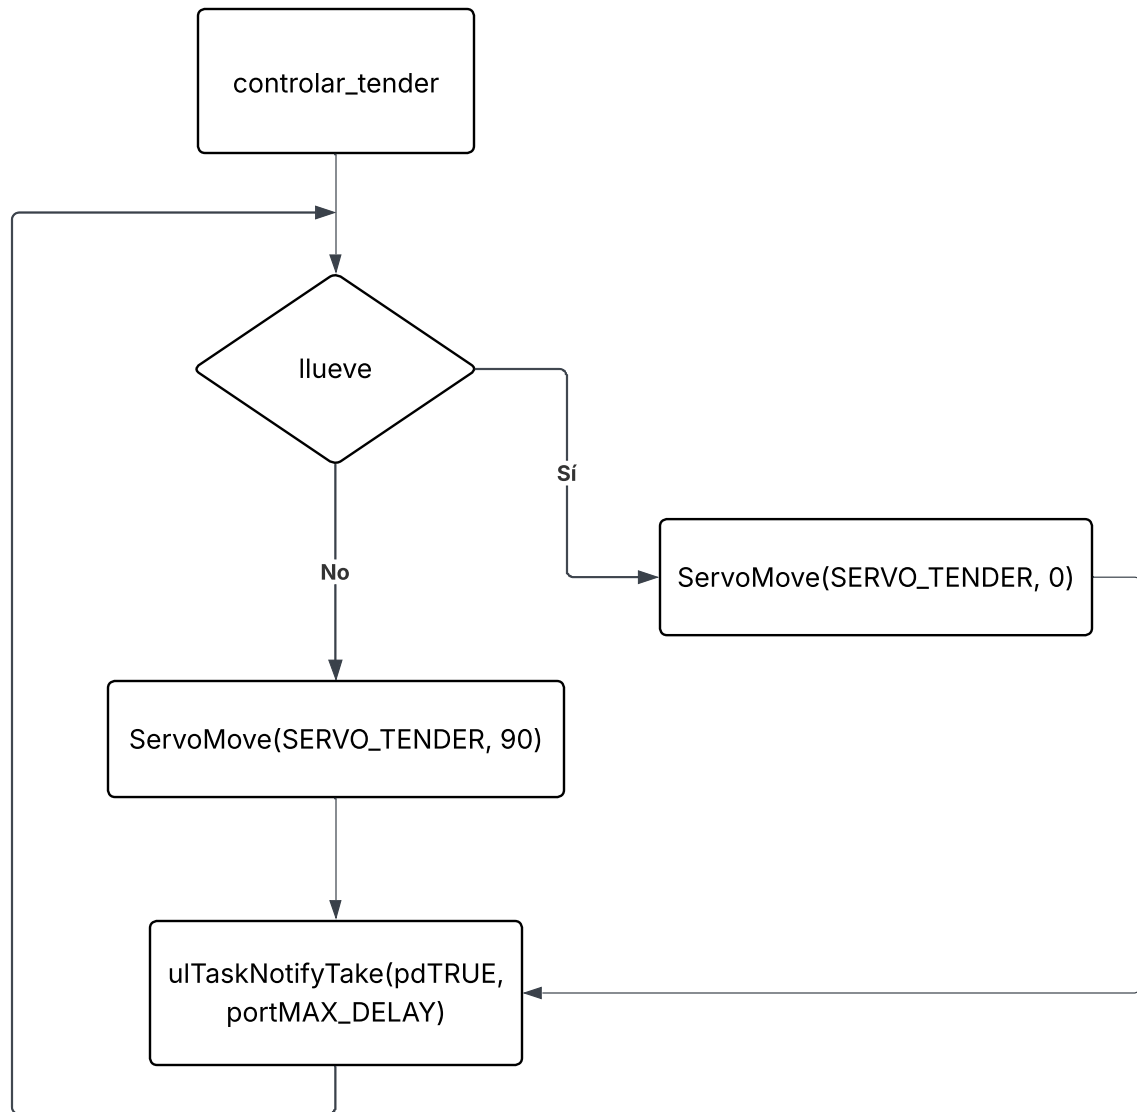 controlar_tender
llueve
Sí
No
ServoMove(SERVO_TENDER, 0)
ServoMove(SERVO_TENDER, 90)
ulTaskNotifyTake(pdTRUE,
portMAX_DELAY)